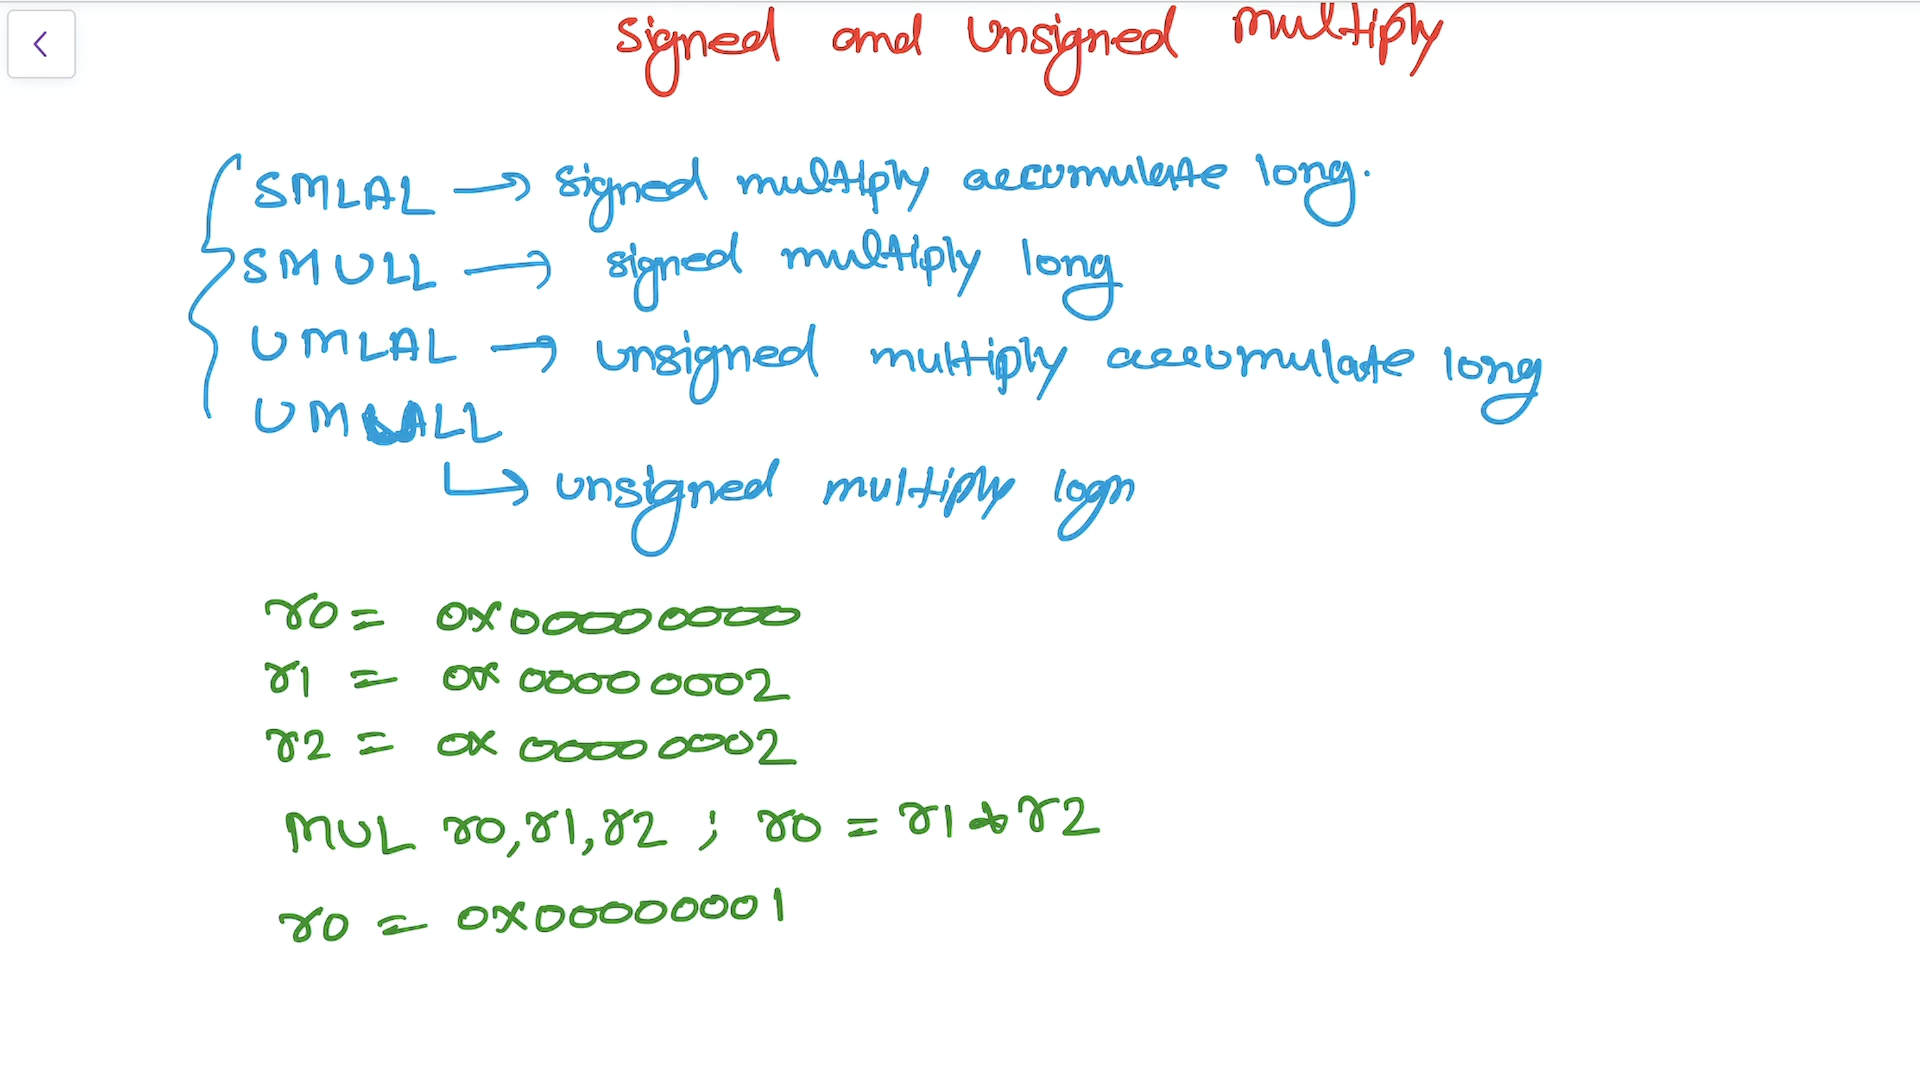 Signed and Unsigned Multiply
SMLAL → signed multiply accumulate long.
SMULL → signed multiply long
UMLAL → unsigned multiply accumulate long
↳ unsigned multiply logn
r0 = 0x00000000
r1 = 0x00000002
r2 = 0x00000002
MUL r0,r1,r2 ; r0 = r1*r2
r0 = 0x00000001